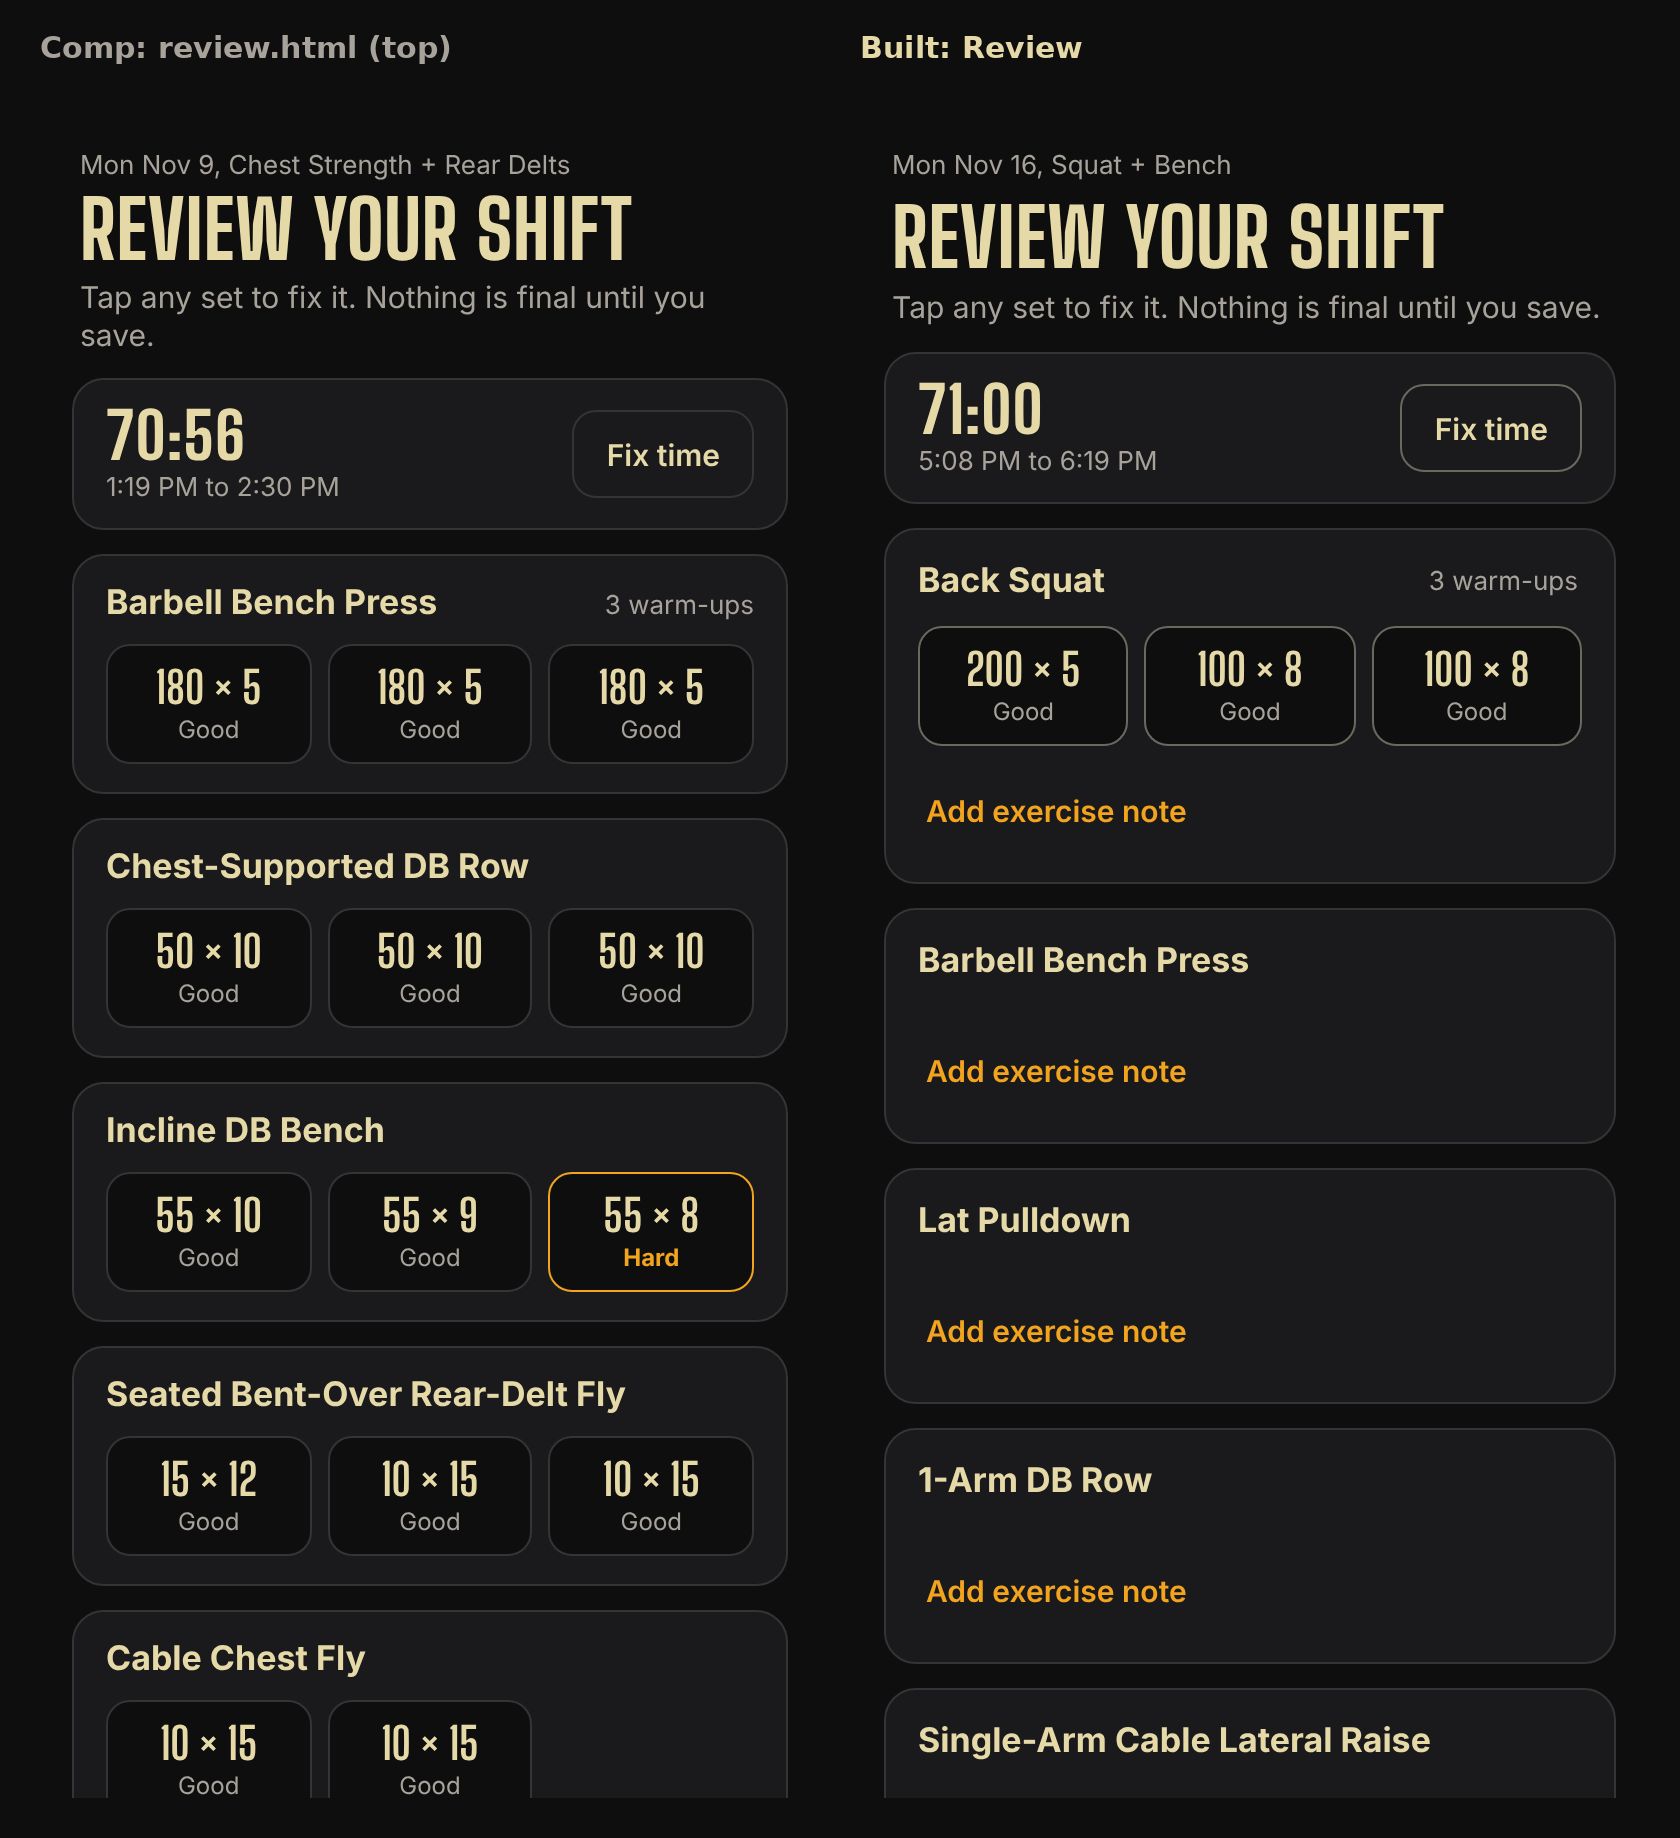 Comp: review.html (top)
Mon Nov 9, Chest Strength + Rear Delts
REVIEW YOUR SHIFT
Tap any set to fix it. Nothing is final until you
save.
70:56
1:19 PM to 2:30 PM
Fix time
Barbell Bench Press
3 warm-ups
180 × 5
180 × 5
180 × 5
Good
Good
Good
Chest-Supported DB Row
50 × 10
50 × 10
50 × 10
Good
Good
Good
Incline DB Bench
55 × 10
55 × 9
55 × 8
Good
Good
Hard
Seated Bent-Over Rear-Delt Fly
15 × 12
10 × 15
10 × 15
Good
Good
Good
Cable Chest Fly
10 × 15
10 × 15
Good
Good
Built: Review
Mon Nov 16, Squat + Bench
REVIEW YOUR SHIFT
Tap any set to fix it. Nothing is final until you save.
71:00
5:08 PM to 6:19 PM
Fix time
Back Squat
3 warm-ups
200 × 5
100 × 8
100 × 8
Good
Good
Good
Add exercise note
Barbell Bench Press
Add exercise note
Lat Pulldown
Add exercise note
1-Arm DB Row
Add exercise note
Single-Arm Cable Lateral Raise